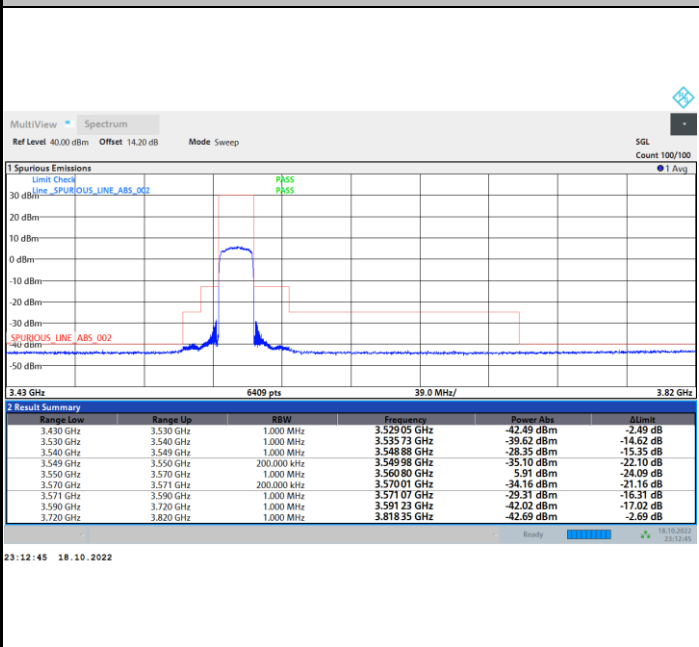 MultiView Spectrum
Ref Level 40.00 dBm Offset 14.20 dB Mode Sweep SGL
Count 100/100
1 Spurious Emissions 1 Avg
Limit Check PASS
Line _SPURIOUS_LINE_ABS_002 PASS
30 dBm
20 dBm
10 dBm
0 dBm
-10 dBm
-20 dBm
-30 dBm
SPURIOUS_LINE_ABS_002
-40 dBm
-50 dBm
3.43 GHz 6409 pts 39.0 MHz/ 3.82 GHz
2 Result Summary
Range Low Range Up RBW Frequency Power Abs ΔLimit
3.430 GHz 3.530 GHz 1.000 MHz 3.529 05 GHz -42.49 dBm -2.49 dB
3.530 GHz 3.540 GHz 1.000 MHz 3.535 73 GHz -39.62 dBm -14.62 dB
3.540 GHz 3.549 GHz 1.000 MHz 3.548 88 GHz -28.35 dBm -15.35 dB
3.549 GHz 3.550 GHz 200.000 kHz 3.549 98 GHz -35.10 dBm -22.10 dB
3.550 GHz 3.570 GHz 1.000 MHz 3.560 80 GHz 5.91 dBm -24.09 dB
3.570 GHz 3.571 GHz 200.000 kHz 3.570 01 GHz -34.16 dBm -21.16 dB
3.571 GHz 3.590 GHz 1.000 MHz 3.571 07 GHz -29.31 dBm -16.31 dB
3.590 GHz 3.720 GHz 1.000 MHz 3.591 23 GHz -42.02 dBm -17.02 dB
3.720 GHz 3.820 GHz 1.000 MHz 3.818 35 GHz -42.69 dBm -2.69 dB
Ready 18.10.2022
23:12:45
23:12:45 18.10.2022